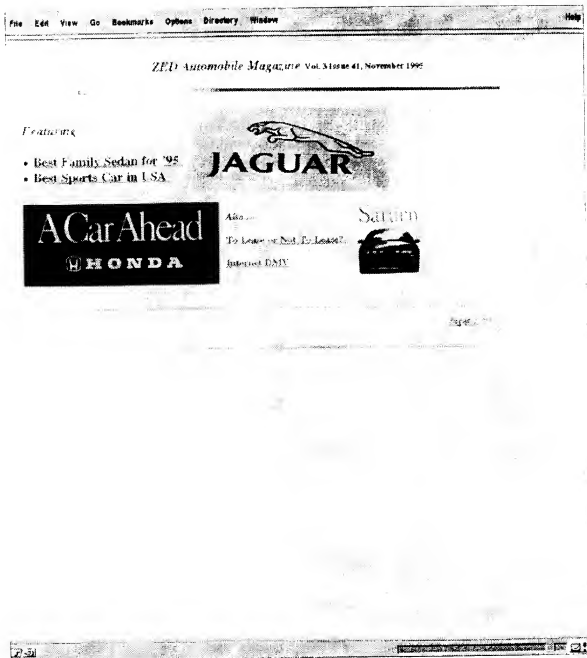 File Edit View Go Bookmarks Options Directory Window Help
ZED Automobile Magazine Vol. 3 Issue 41, November 1995
Featuring
• Best Family Sedan for '95
• Best Sports Car in USA
JAGUAR
A Car Ahead
HONDA
Also ...
To Lease or Not To Lease?
Internet DMV
Saturn